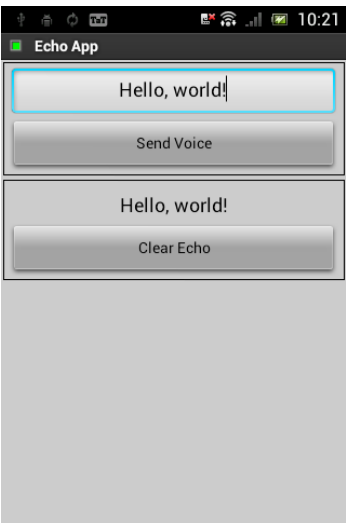 10:21
Echo App
Hello, world!
Send Voice
Hello, world!
Clear Echo